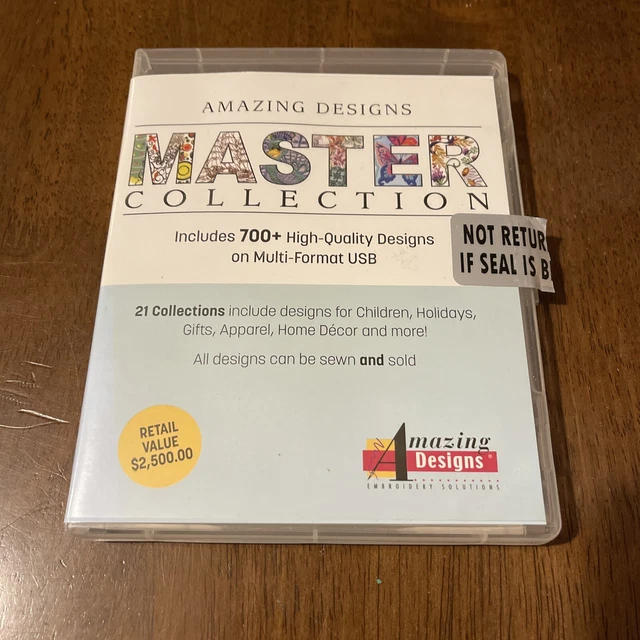 AMAZING DESIGNS
MASTER
COLLECTION
Includes 700+ High-Quality Designs
on Multi-Format USB
NOT RETUR
IF SEAL IS B
21 Collections include designs for Children, Holidays,
Gifts, Apparel, Home Décor and more!
All designs can be sewn and sold
RETAIL
VALUE
$2,500.00
Amazing
Designs®
EMBROIDERY SOLUTIONS